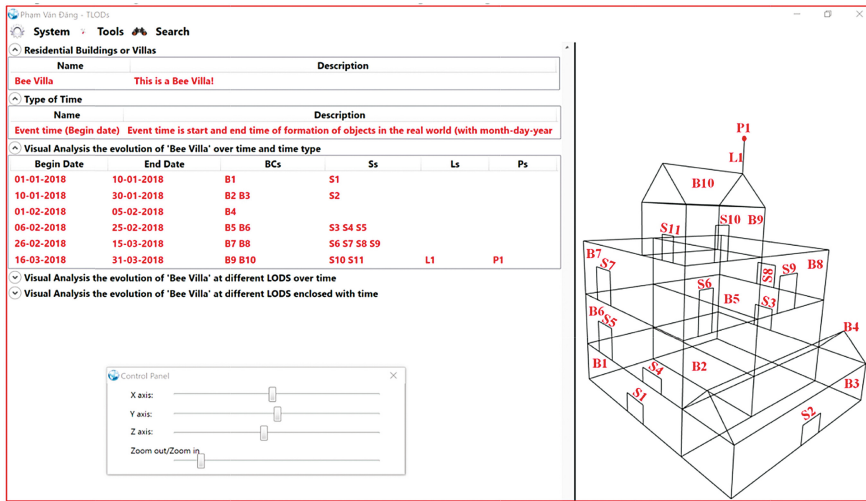 Phạm Văn Đảng - TLODs
System Tools Search
Residential Buildings or Villas
Name Description
Bee Villa This is a Bee Villa!
Type of Time
Name Description
Event time (Begin date) Event time is start and end time of formation of objects in the real world (with month-day-year
Visual Analysis the evolution of 'Bee Villa' over time and time type
Begin Date End Date BCs Ss Ls Ps
01-01-2018 10-01-2018 B1 S1
10-01-2018 30-01-2018 B2 B3 S2
01-02-2018 05-02-2018 B4
06-02-2018 25-02-2018 B5 B6 S3 S4 S5
26-02-2018 15-03-2018 B7 B8 S6 S7 S8 S9
16-03-2018 31-03-2018 B9 B10 S10 S11 L1 P1
Visual Analysis the evolution of 'Bee Villa' at different LODS over time
Visual Analysis the evolution of 'Bee Villa' at different LODS enclosed with time
Control Panel
X axis:
Y axis:
Z axis:
Zoom out/Zoom in
P1
L1
B10
S11 S10 B9
B7 S7 S8 S9 B8
S6 B5 S3
B6 S5
B4
B1 S4 B2 B3
S1 S2